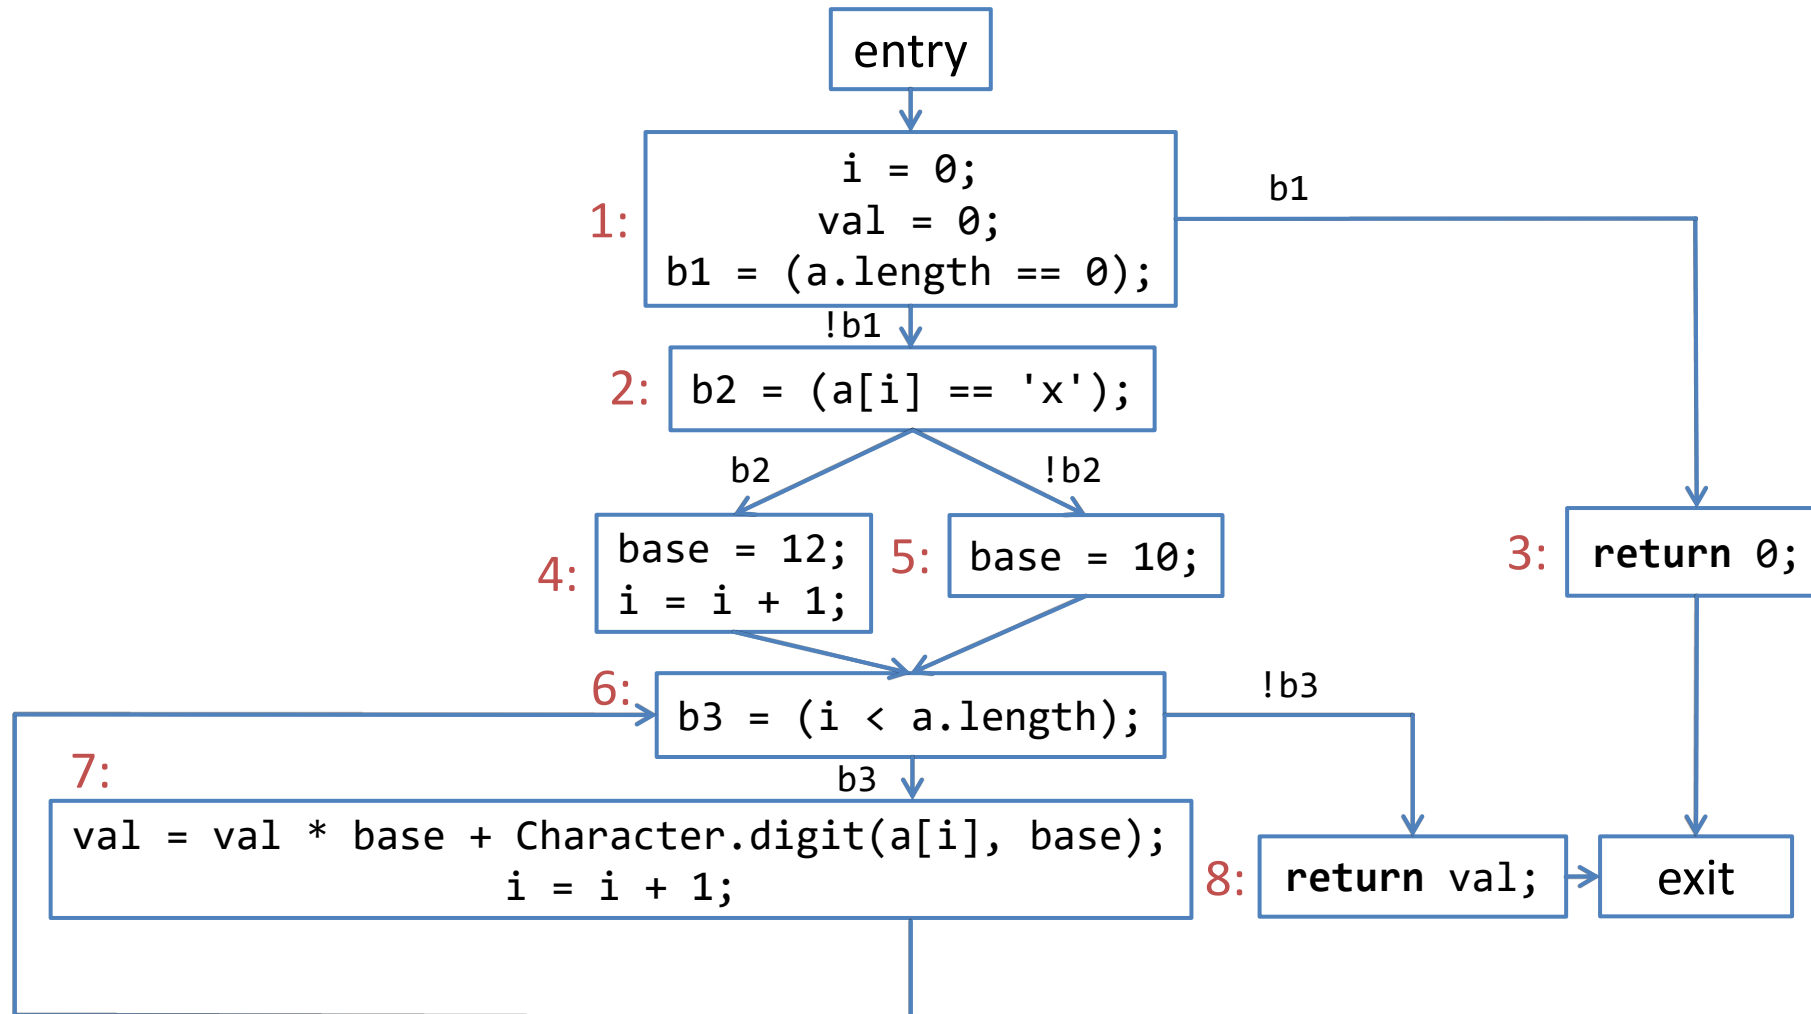 entry
1:
i = 0;
val = 0;
b1 = (a.length == 0);
b1
!b1
2:
b2 = (a[i] == 'x');
b2
!b2
4:
base = 12;
i = i + 1;
5:
base = 10;
3:
return 0;
6:
b3 = (i < a.length);
!b3
b3
7:
val = val * base + Character.digit(a[i], base);
i = i + 1;
8:
return val;
exit